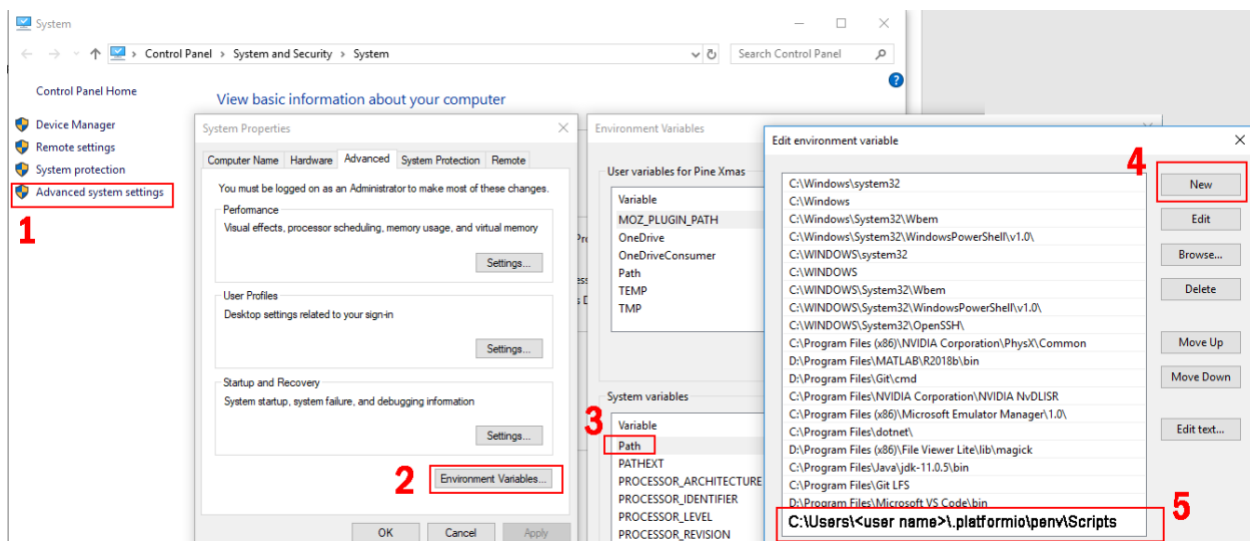 System
Control Panel > System and Security > System
Search Control Panel
Control Panel Home
Device Manager
Remote settings
System protection
Advanced system settings
1
View basic information about your computer
System Properties
Computer Name Hardware Advanced System Protection Remote
You must be logged on as an Administrator to make most of these changes.
Performance
Visual effects, processor scheduling, memory usage, and virtual memory
Settings...
User Profiles
Desktop settings related to your sign-in
Settings...
Startup and Recovery
System startup, system failure, and debugging information
Settings...
2
Environment Variables...
OK Cancel Apply
Environment Variables
User variables for Pine Xmas
Variable
MOZ_PLUGIN_PATH
OneDrive
OneDriveConsumer
Path
TEMP
TMP
System variables
3
Variable
Path
PATHEXT
PROCESSOR_ARCHITECTURE
PROCESSOR_IDENTIFIER
PROCESSOR_LEVEL
PROCESSOR_REVISION
Edit environment variable
C:\Windows\system32
C:\Windows
C:\Windows\System32\Wbem
C:\Windows\System32\WindowsPowerShell\v1.0\
C:\WINDOWS\system32
C:\WINDOWS
C:\WINDOWS\System32\Wbem
C:\WINDOWS\System32\WindowsPowerShell\v1.0\
C:\WINDOWS\System32\OpenSSH\
C:\Program Files (x86)\NVIDIA Corporation\PhysX\Common
D:\Program Files\MATLAB\R2018b\bin
D:\Program Files\Git\cmd
C:\Program Files\NVIDIA Corporation\NVIDIA NvDLISR
C:\Program Files (x86)\Microsoft Emulator Manager\1.0\
C:\Program Files\dotnet\
D:\Program Files (x86)\File Viewer Lite\lib\magick
C:\Program Files\Java\jdk-11.0.5\bin
C:\Program Files\Git LFS
D:\Program Files\Microsoft VS Code\bin
C:\Users\<user name>\.platformio\penv\Scripts
4
New
Edit
Browse...
Delete
Move Up
Move Down
Edit text...
5